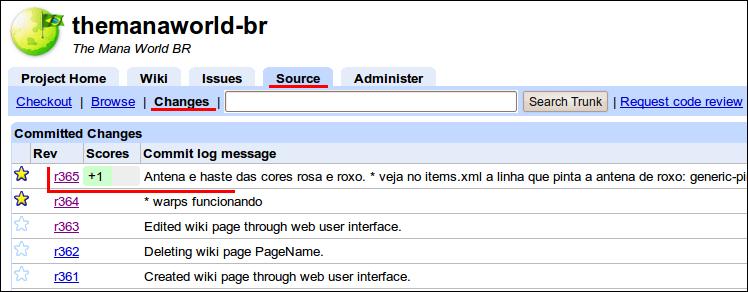 themanaworld-br
The Mana World BR
Project Home Wiki Issues Source Administer
Checkout | Browse | Changes | Search Trunk | Request code review
Committed Changes
Rev Scores Commit log message
r365 +1 Antena e haste das cores rosa e roxo. * veja no items.xml a linha que pinta a antena de roxo: generic-pi
r364 * warps funcionando
r363 Edited wiki page through web user interface.
r362 Deleting wiki page PageName.
r361 Created wiki page through web user interface.